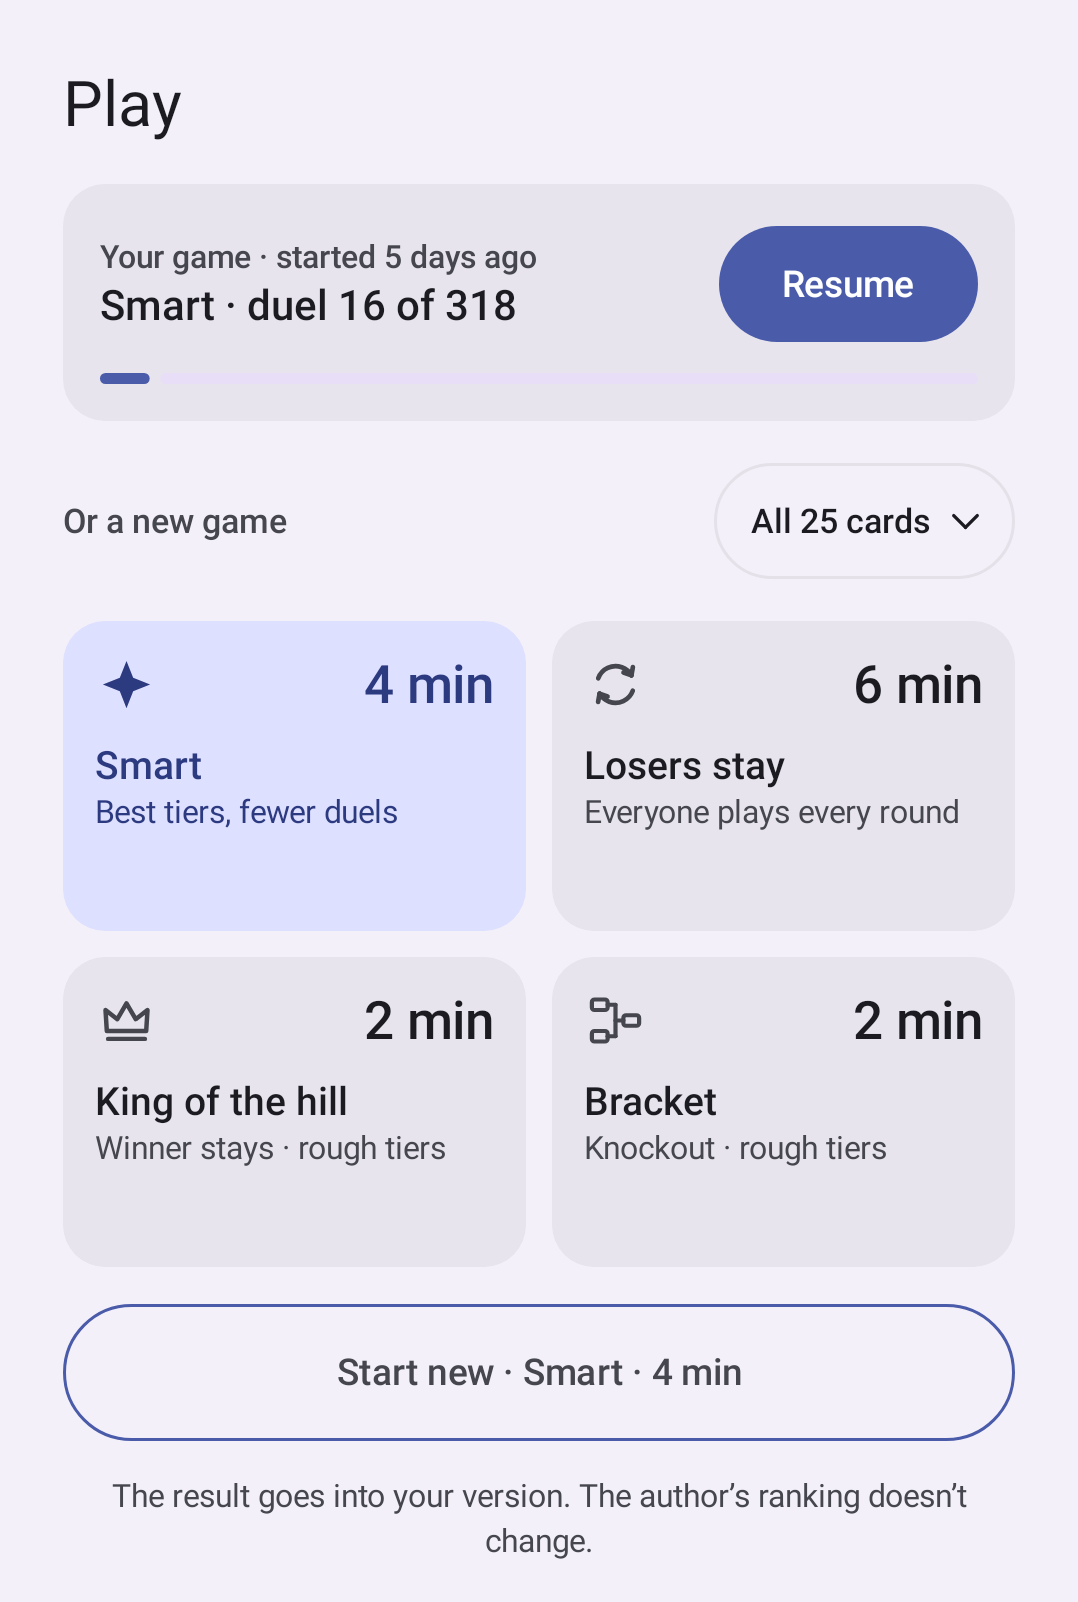 Play
Your game · started 5 days ago
Smart · duel 16 of 318
Resume
Or a new game
All 25 cards
4 min
Smart
Best tiers, fewer duels
6 min
Losers stay
Everyone plays every round
2 min
King of the hill
Winner stays · rough tiers
2 min
Bracket
Knockout · rough tiers
Start new · Smart · 4 min
The result goes into your version. The author’s ranking doesn’t
change.